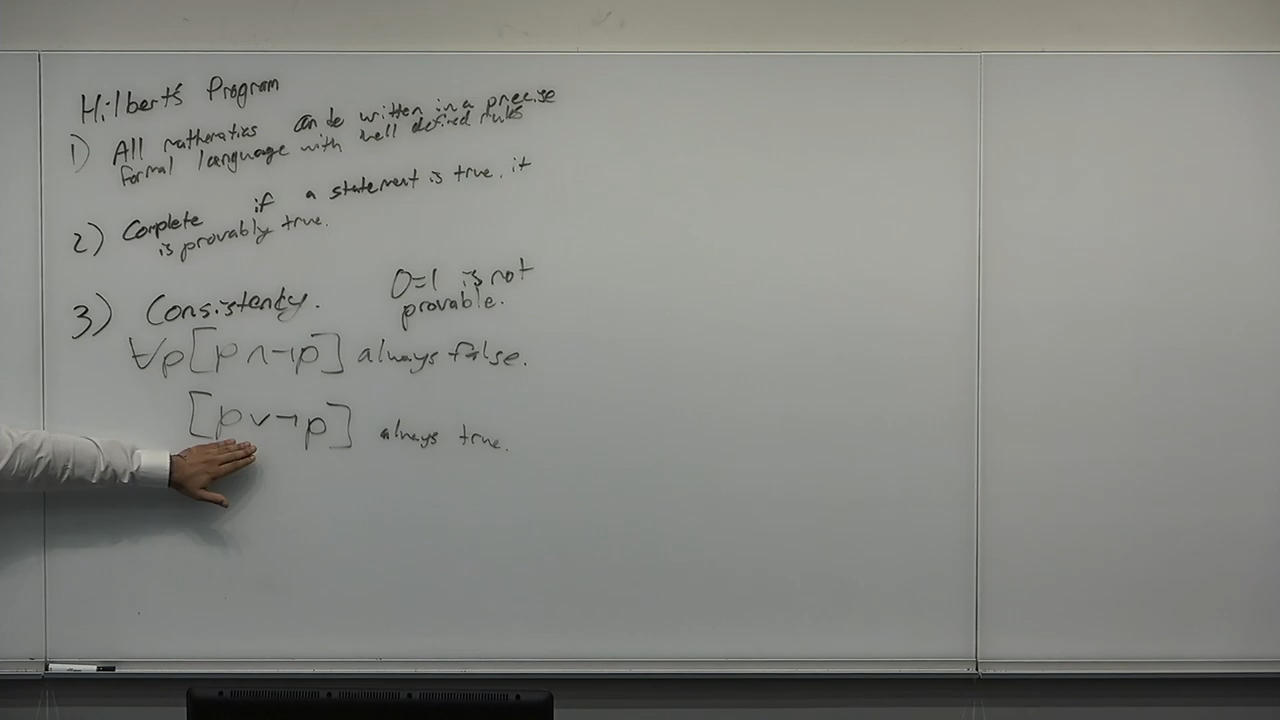 Hilbert's Program
1) All mathematics can be written in a precise
formal language with well defined rules
2) Complete if a statement is true, it
is provably true.
3) Consistency. 0=1 is not
provable.
∀p[p∧¬p] always false.
[p∨¬p] always true.